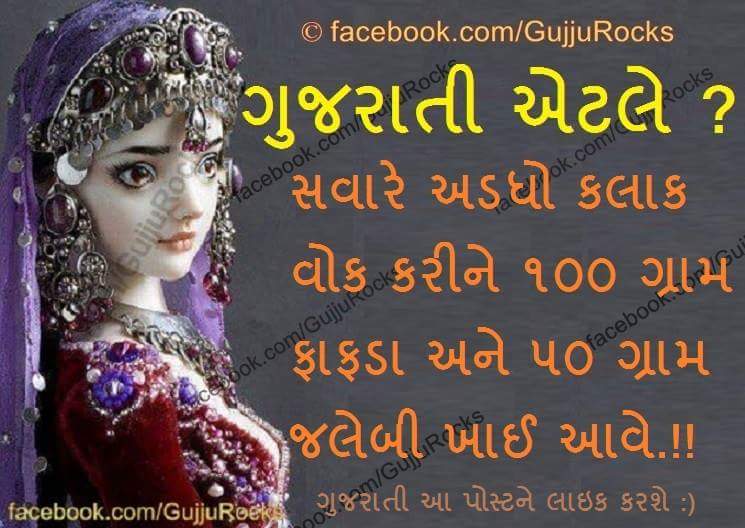 © facebook.com/GujjuRocks
ગુજરાતી એટલે ?
સવારે અડધો કલાક
વોક કરીને ૧૦૦ ગ્રામ
ફાફડા અને ૫૦ ગ્રામ
જલેબી ખાઈ આવે.!!
ગુજરાતી આ પોસ્ટને લાઇક કરશે :)
facebook.com/GujjuRocks